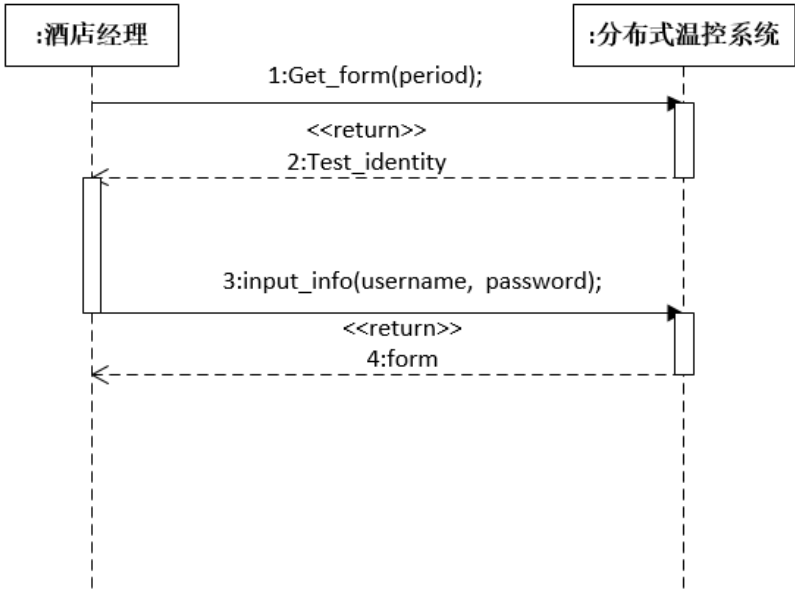 :酒店经理
:分布式温控系统
1:Get_form(period);
<<return>>
2:Test_identity
3:input_info(username, password);
<<return>>
4:form